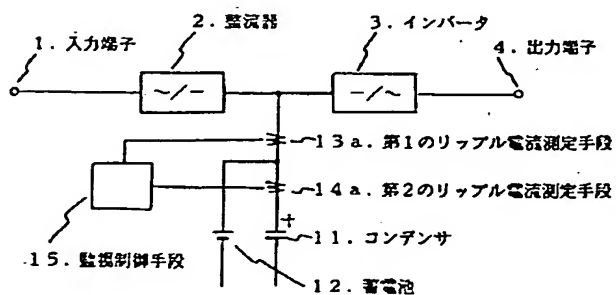 1．入力端子
2．整流器
3．インバータ
4．出力端子
～／－
－／～
13a．第1のリップル電流測定手段
14a．第2のリップル電流測定手段
＋
11．コンデンサ
15．監視制御手段
12．蓄電池